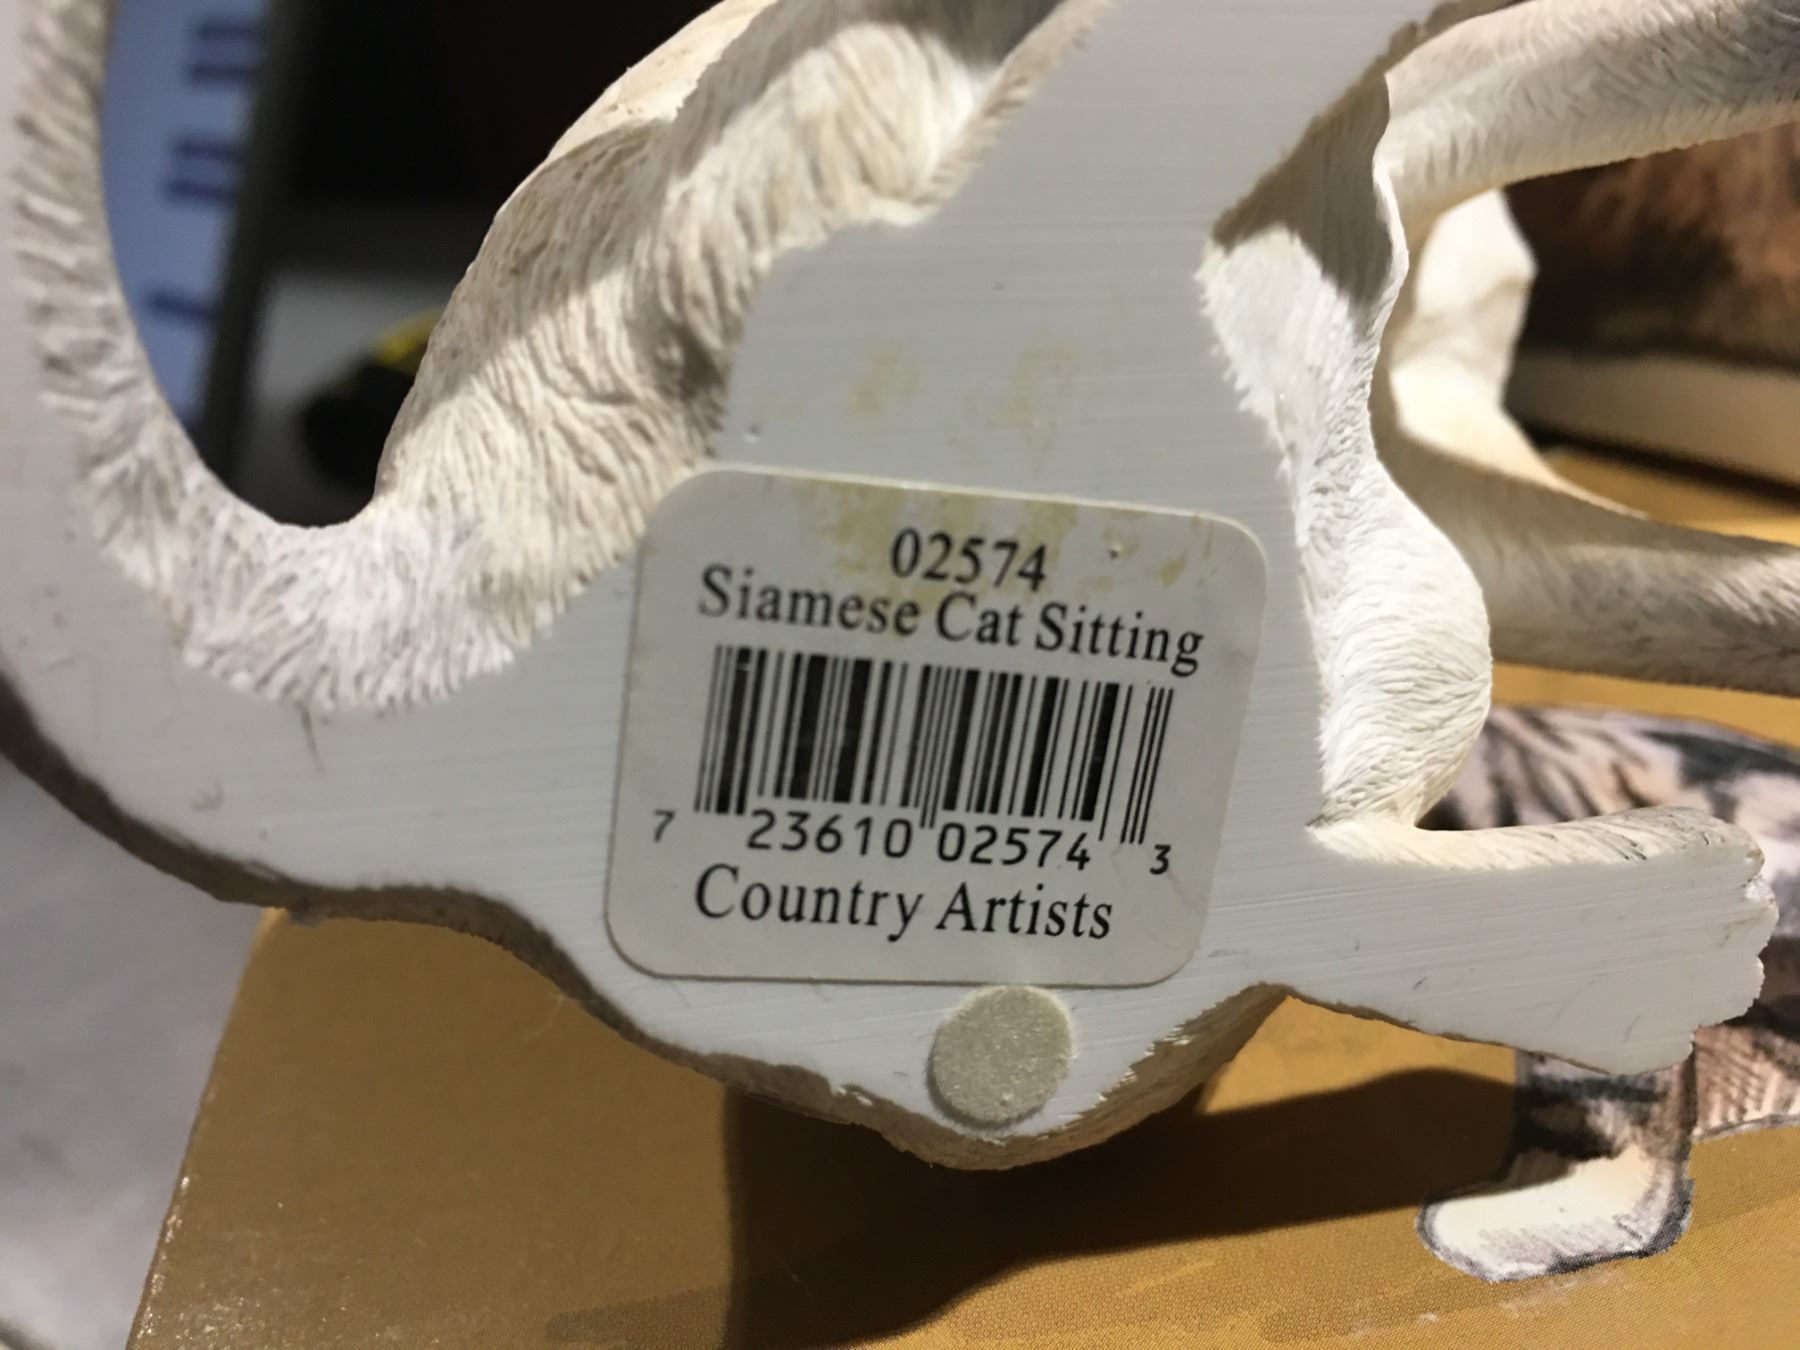 02574
Siamese Cat Sitting
7 23610 02574 3
Country Artists